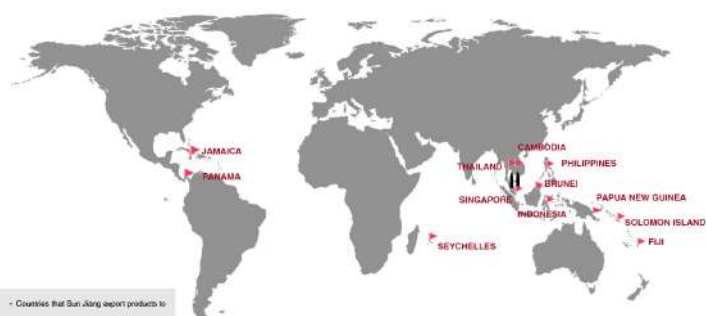 JAMAICA
PANAMA
CAMBODIA
THAILAND
PHILIPPINES
BRUNEI
SINGAPORE
INDONESIA
PAPUA NEW GUINEA
SOLOMON ISLAND
FIJI
SEYCHELLES
- Countries that Sun Jiang export products to